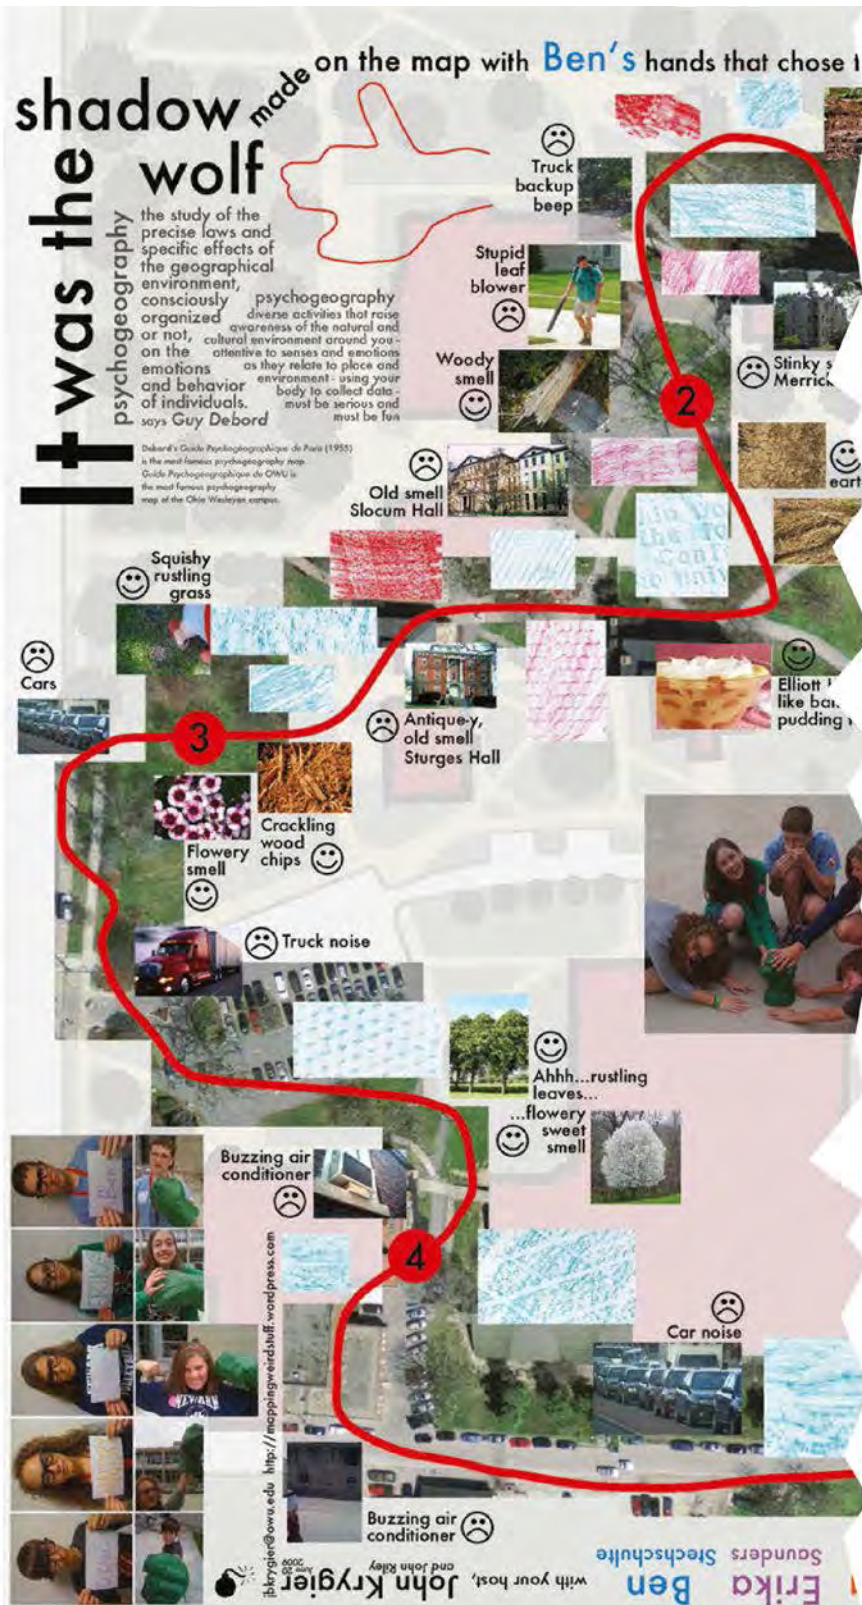 It was the
shadow
wolf
made
on the map with Ben's hands that chose t
psychogeography
the study of the
precise laws and
specific effects of
the geographical
environment,
consciously
organized
or not,
on the
emotions
and behavior
of individuals.
says Guy Debord
psychogeography
diverse activities that raise
awareness of the natural and
cultural environment around you -
attentive to senses and emotions
as they relate to place and
environment - using your
body to collect data -
must be serious and
must be fun
Debord's Guide Psychogéographique de Paris (1955)
is the most famous psychogeography map.
Guide Psychogéographique de OWU is
the most famous psychogeography
map of the Ohio Wesleyan campus.
Truck
backup
beep
Stupid
leaf
blower
Woody
smell
Stinky s
Merrick
2
Old smell
Slocum Hall
eart
Squishy
rustling
grass
Cars
3
Antique-y,
old smell
Sturges Hall
Elliott
like ban
pudding
Flowery
smell
Crackling
wood
chips
Truck noise
Ahhh...rustling
leaves...
...flowery
sweet
smell
Buzzing air
conditioner
4
Car noise
Buzzing air
conditioner
Ben
jbkrygier@owu.edu http://mappingweirdstuff.wordpress.com
June 20
2009
with your host, John Krygier
and John Riley
Ben
Stechschulte
Erika
Saunders